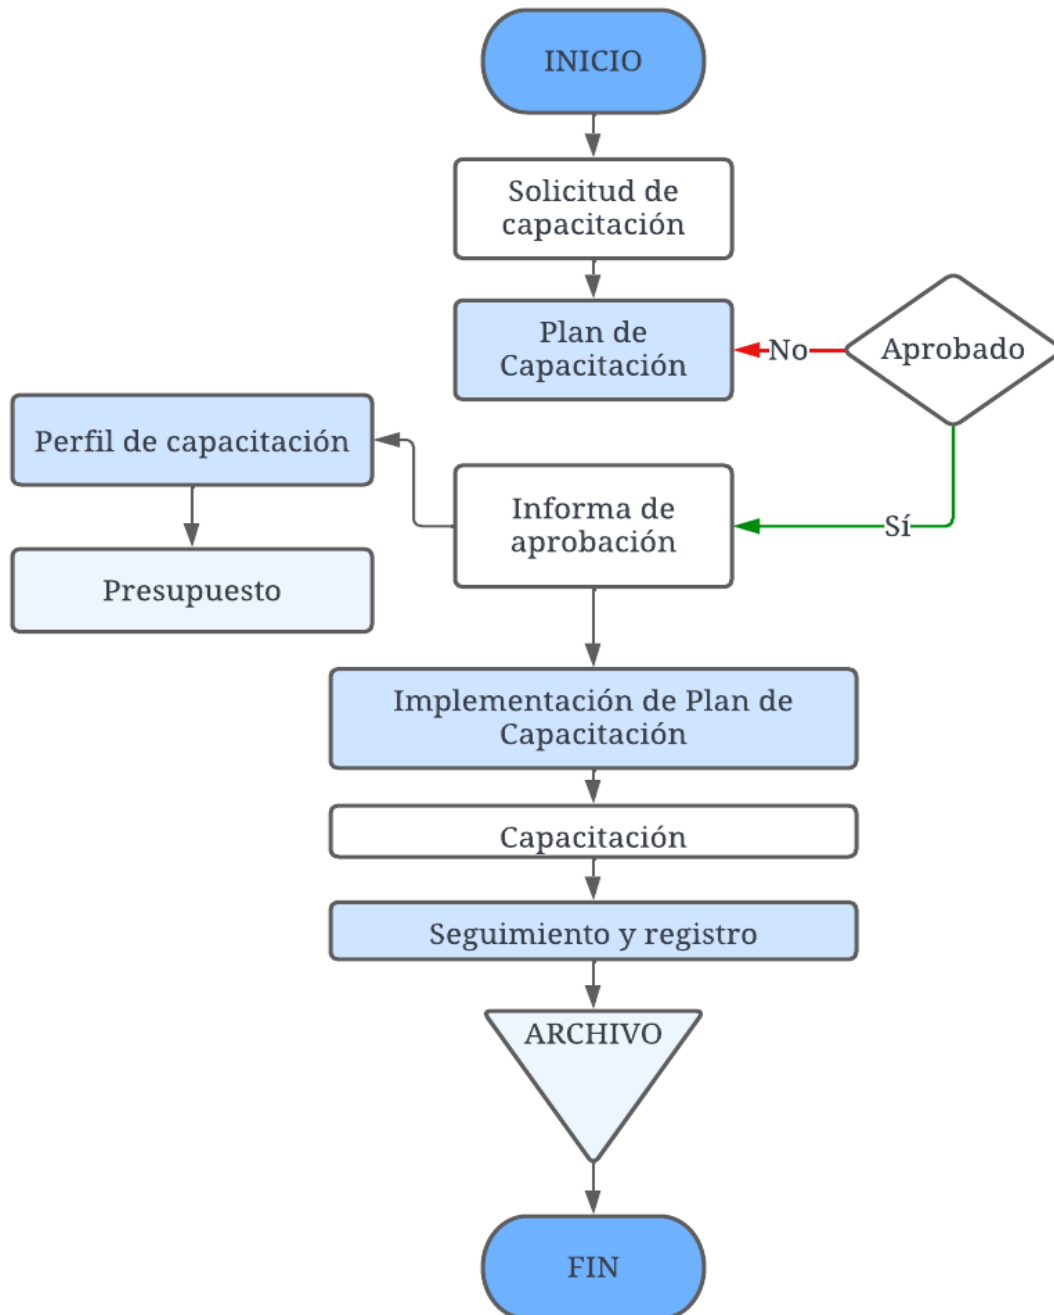 INICIO
Solicitud de
capacitación
Plan de
Capacitación
No
Aprobado
Perfil de capacitación
Informa de
aprobación
Sí
Presupuesto
Implementación de Plan de
Capacitación
Capacitación
Seguimiento y registro
ARCHIVO
FIN